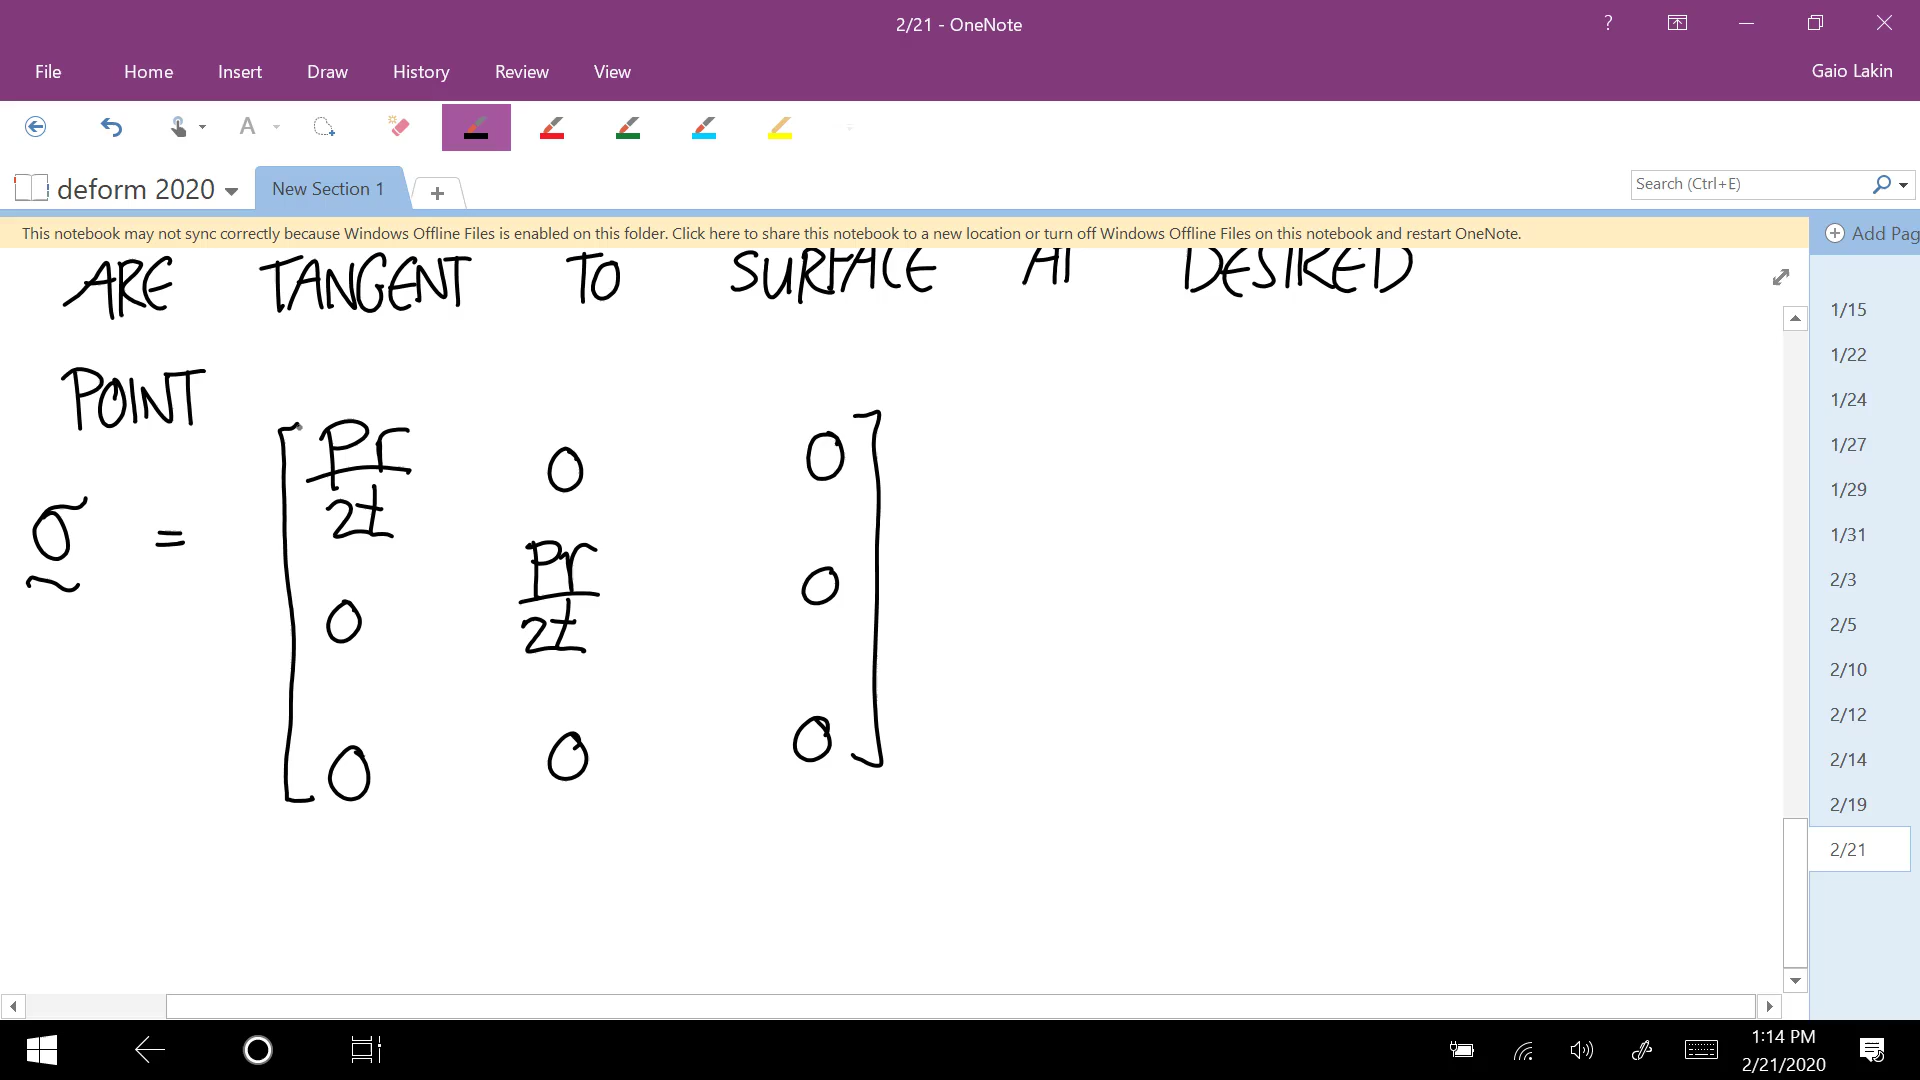 2/21 - OneNote
?
File Home Insert Draw History Review View
Gaio Lakin
A
deform 2020
New Section 1
+
Search (Ctrl+E)
This notebook may not sync correctly because Windows Offline Files is enabled on this folder. Click here to share this notebook to a new location or turn off Windows Offline Files on this notebook and restart OneNote.
Add Pag
ARE TANGENT TO SURFACE AT DESIRED
POINT
σ = [
Pr/2t 0 0
0 Pr/2t 0
0 0 0
]
1/15
1/22
1/24
1/27
1/29
1/31
2/3
2/5
2/10
2/12
2/14
2/19
2/21
1:14 PM
2/21/2020